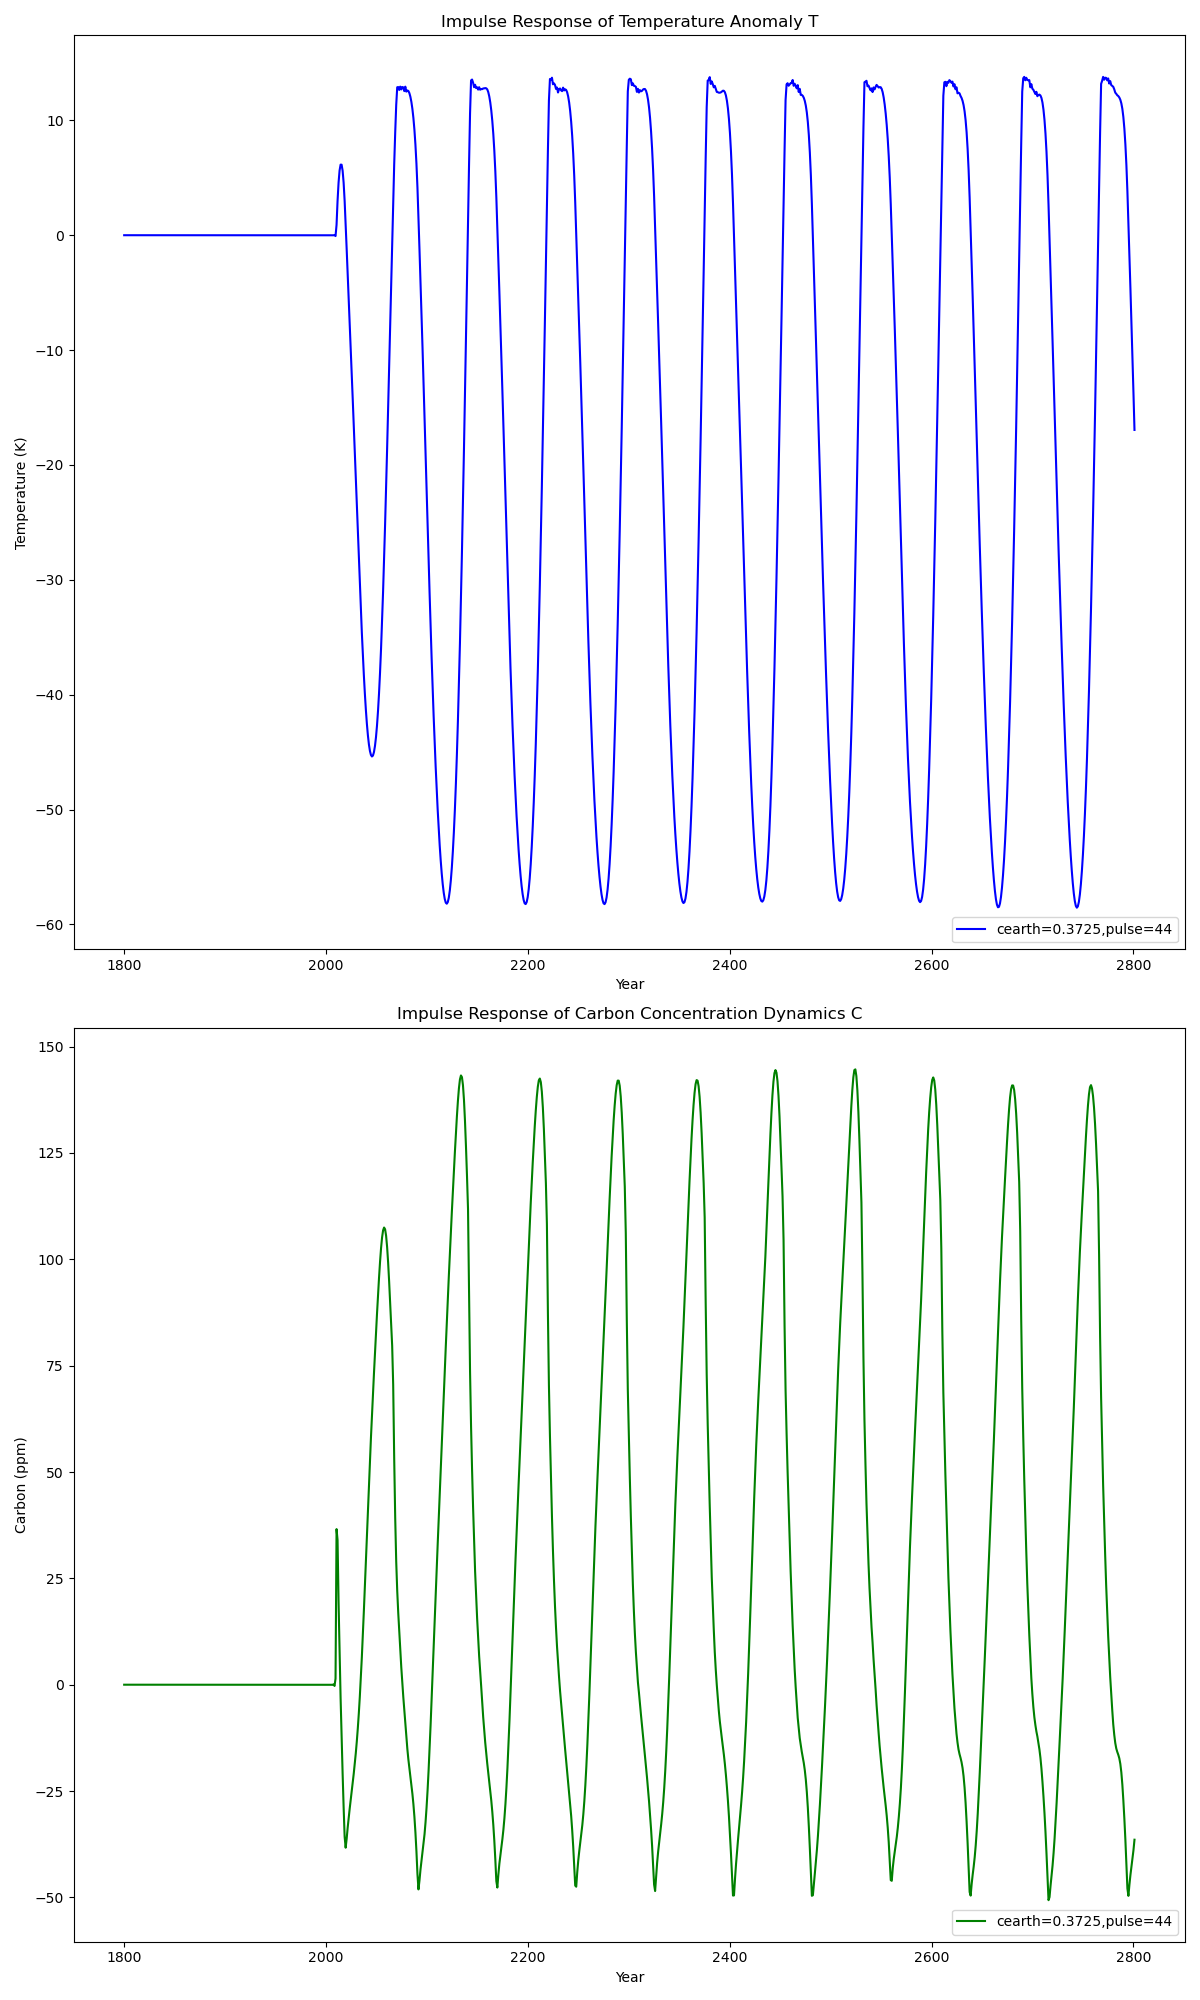 Impulse Response of Temperature Anomaly T
10
0
−10
−20
−30
−40
−50
−60
Temperature (K)
cearth=0.3725,pulse=44
1800 2000 2200 2400 2600 2800
Year
Impulse Response of Carbon Concentration Dynamics C
150
125
100
75
50
25
0
−25
−50
Carbon (ppm)
cearth=0.3725,pulse=44
1800 2000 2200 2400 2600 2800
Year